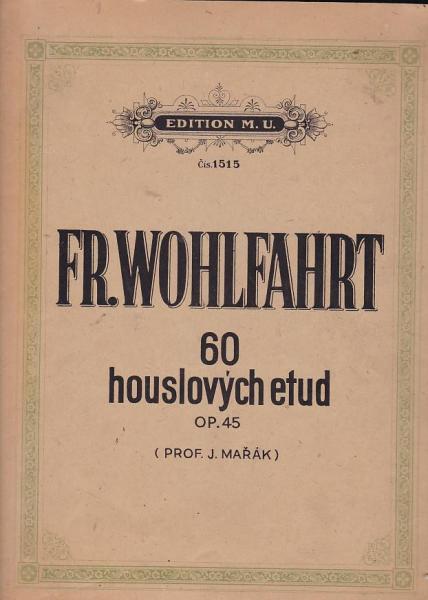 EDITION M. U.
Čís. 1515
FR. WOHLFAHRT
60
houslových etud
OP. 45
( PROF. J. MAŘÁK )